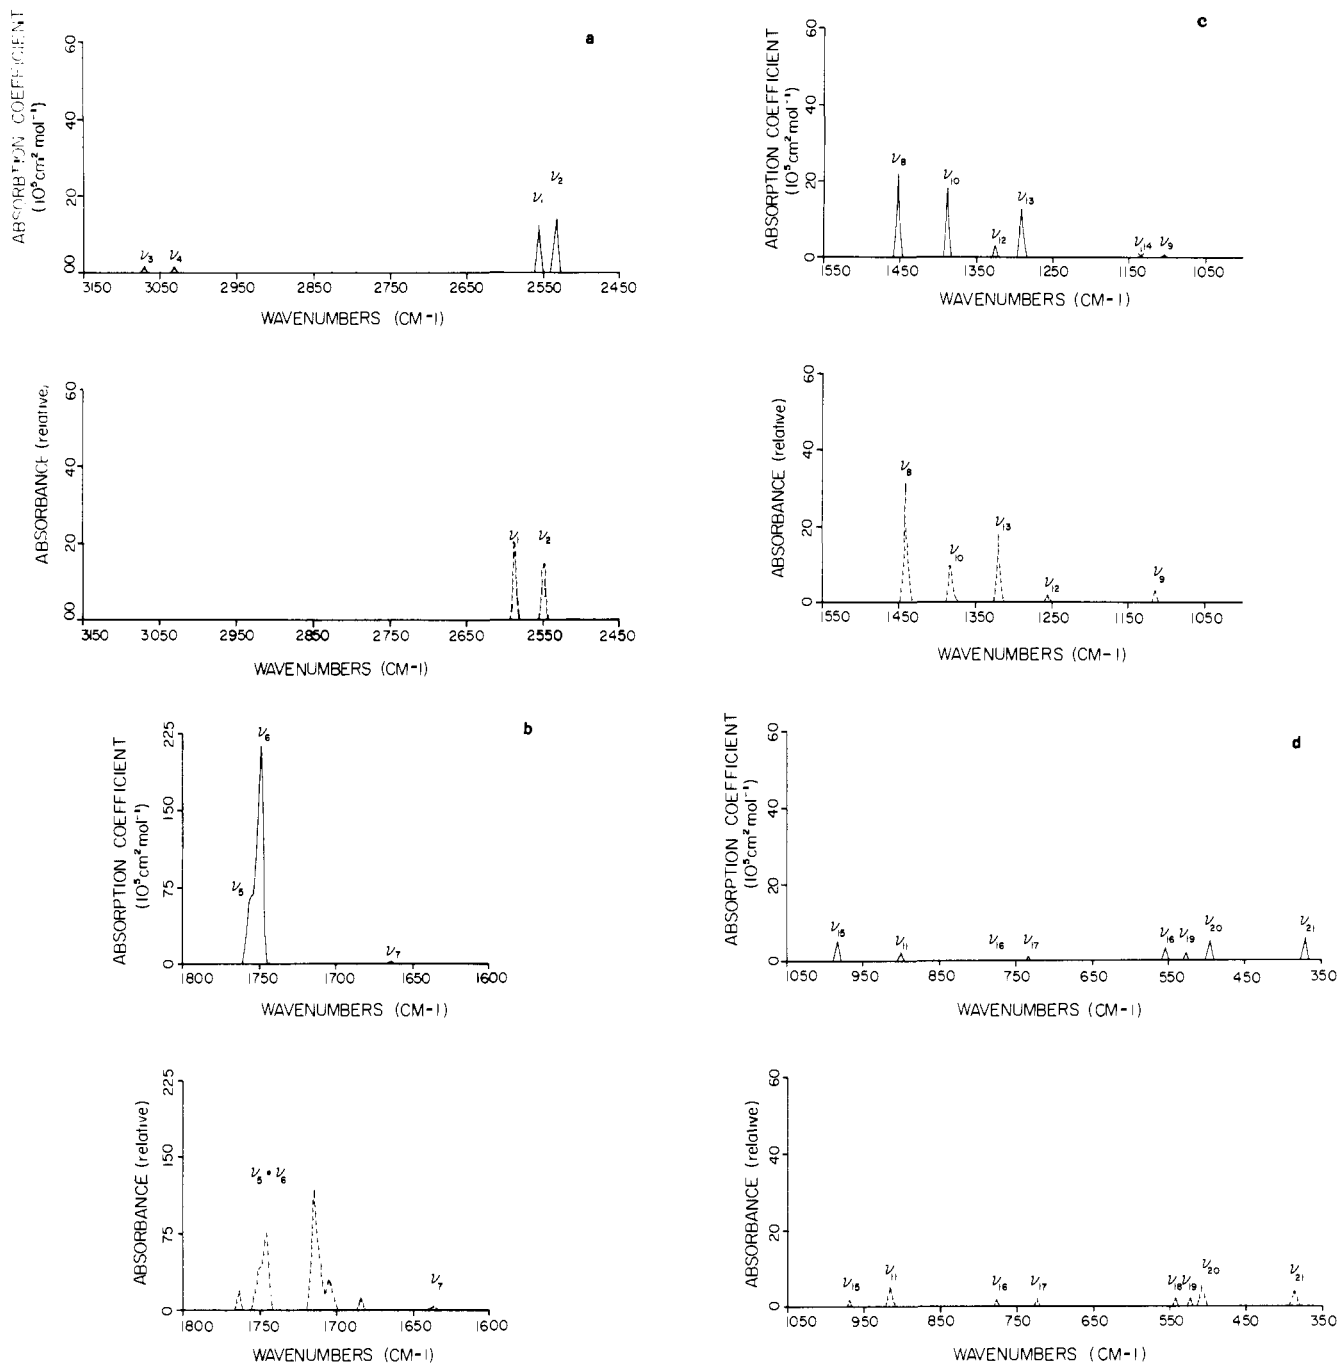 a
ABSORBTION COEFFICIENT
(10⁵cm² mol⁻¹)
60
40
20
00
ν₃ ν₄ ν₁ ν₂
3150 3050 2950 2850 2750 2650 2550 2450
WAVENUMBERS (CM-1)
ABSORBANCE (relative,
60
40
20
00
ν₁ ν₂
3150 3050 2950 2850 2750 2650 2550 2450
WAVENUMBERS (CM-1)
b
ABSORPTION COEFFICIENT
(10⁵cm² mol⁻¹)
225
150
75
0
ν₅ ν₆ ν₇
1800 1750 1700 1650 1600
WAVENUMBERS (CM-1)
ABSORBANCE (relative)
225
150
75
0
ν₅ • ν₆ ν₇
1800 1750 1700 1650 1600
WAVENUMBERS (CM-1)
c
ABSORPTION COEFFICIENT
(10⁵cm² mol⁻¹)
60
40
20
0
ν₈ ν₁₀ ν₁₂ ν₁₃ ν₁₄ ν₉
1550 1450 1350 1250 1150 1050
WAVENUMBERS (CM-1)
ABSORBANCE (relative)
60
40
20
0
ν₈ ν₁₀ ν₁₃ ν₁₂ ν₉
1550 1450 1350 1250 1150 1050
WAVENUMBERS (CM-1)
d
ABSORPTION COEFFICIENT
(10⁵cm² mol⁻¹)
60
40
20
0
ν₁₅ ν₁₁ ν₁₆ ν₁₇ ν₁₆ ν₁₉ ν₂₀ ν₂₁
1050 950 850 750 650 550 450 350
WAVENUMBERS (CM-1)
ABSORBANCE (relative)
60
40
20
0
ν₁₅ ν₁₁ ν₁₆ ν₁₇ ν₁₈ ν₁₉ ν₂₀ ν₂₁
1050 950 850 750 650 550 450 350
WAVENUMBERS (CM-1)